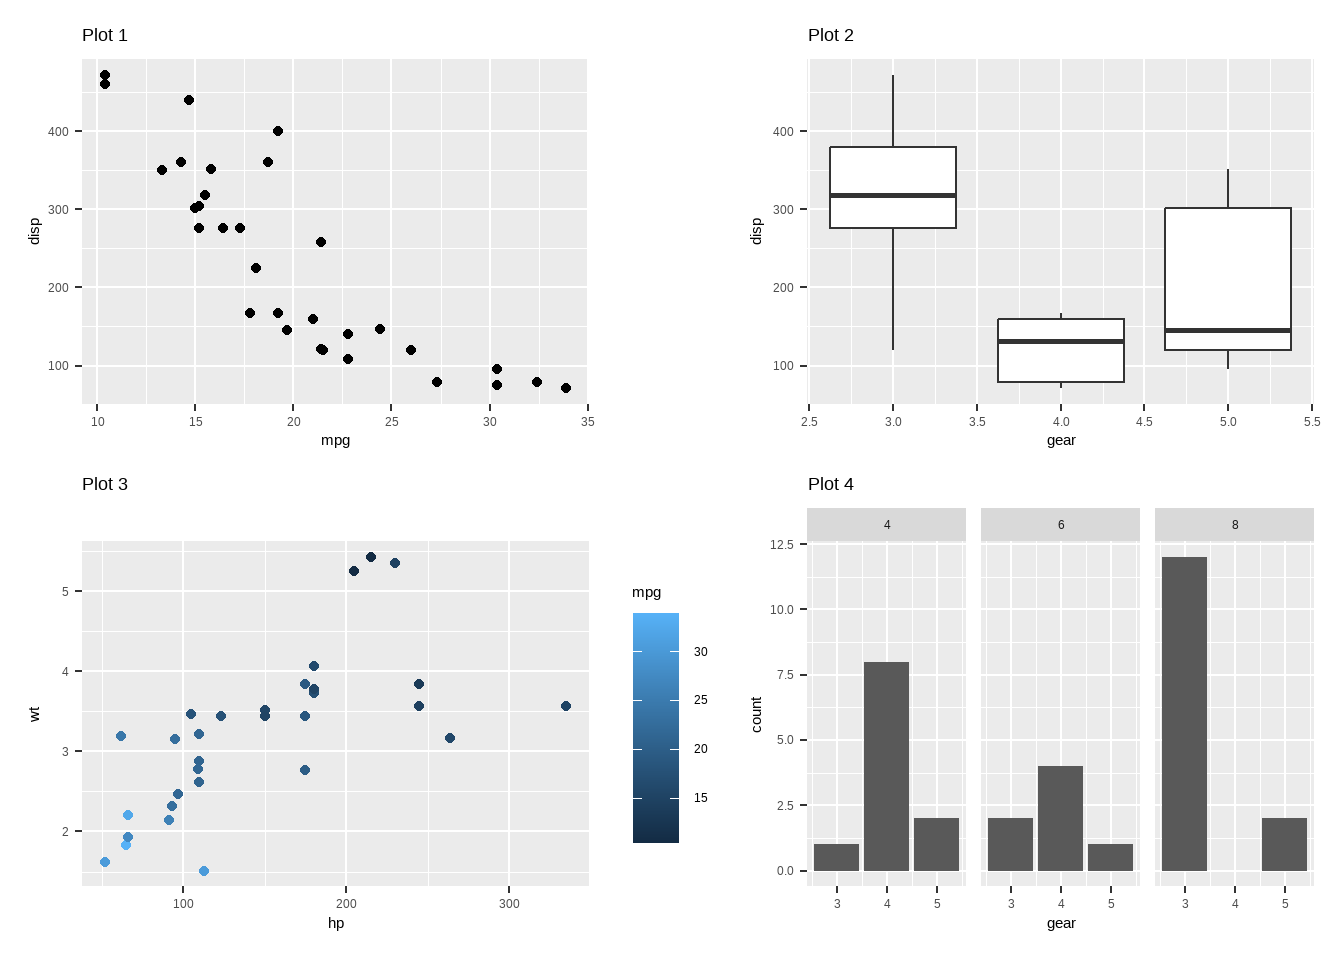 Plot 1
disp
400
300
200
100
10 15 20 25 30 35
mpg
Plot 2
disp
400
300
200
100
2.5 3.0 3.5 4.0 4.5 5.0 5.5
gear
Plot 3
wt
5
4
3
2
100 200 300
hp
mpg
30
25
20
15
Plot 4
4 6 8
count
12.5
10.0
7.5
5.0
2.5
0.0
3 4 5 3 4 5 3 4 5
gear